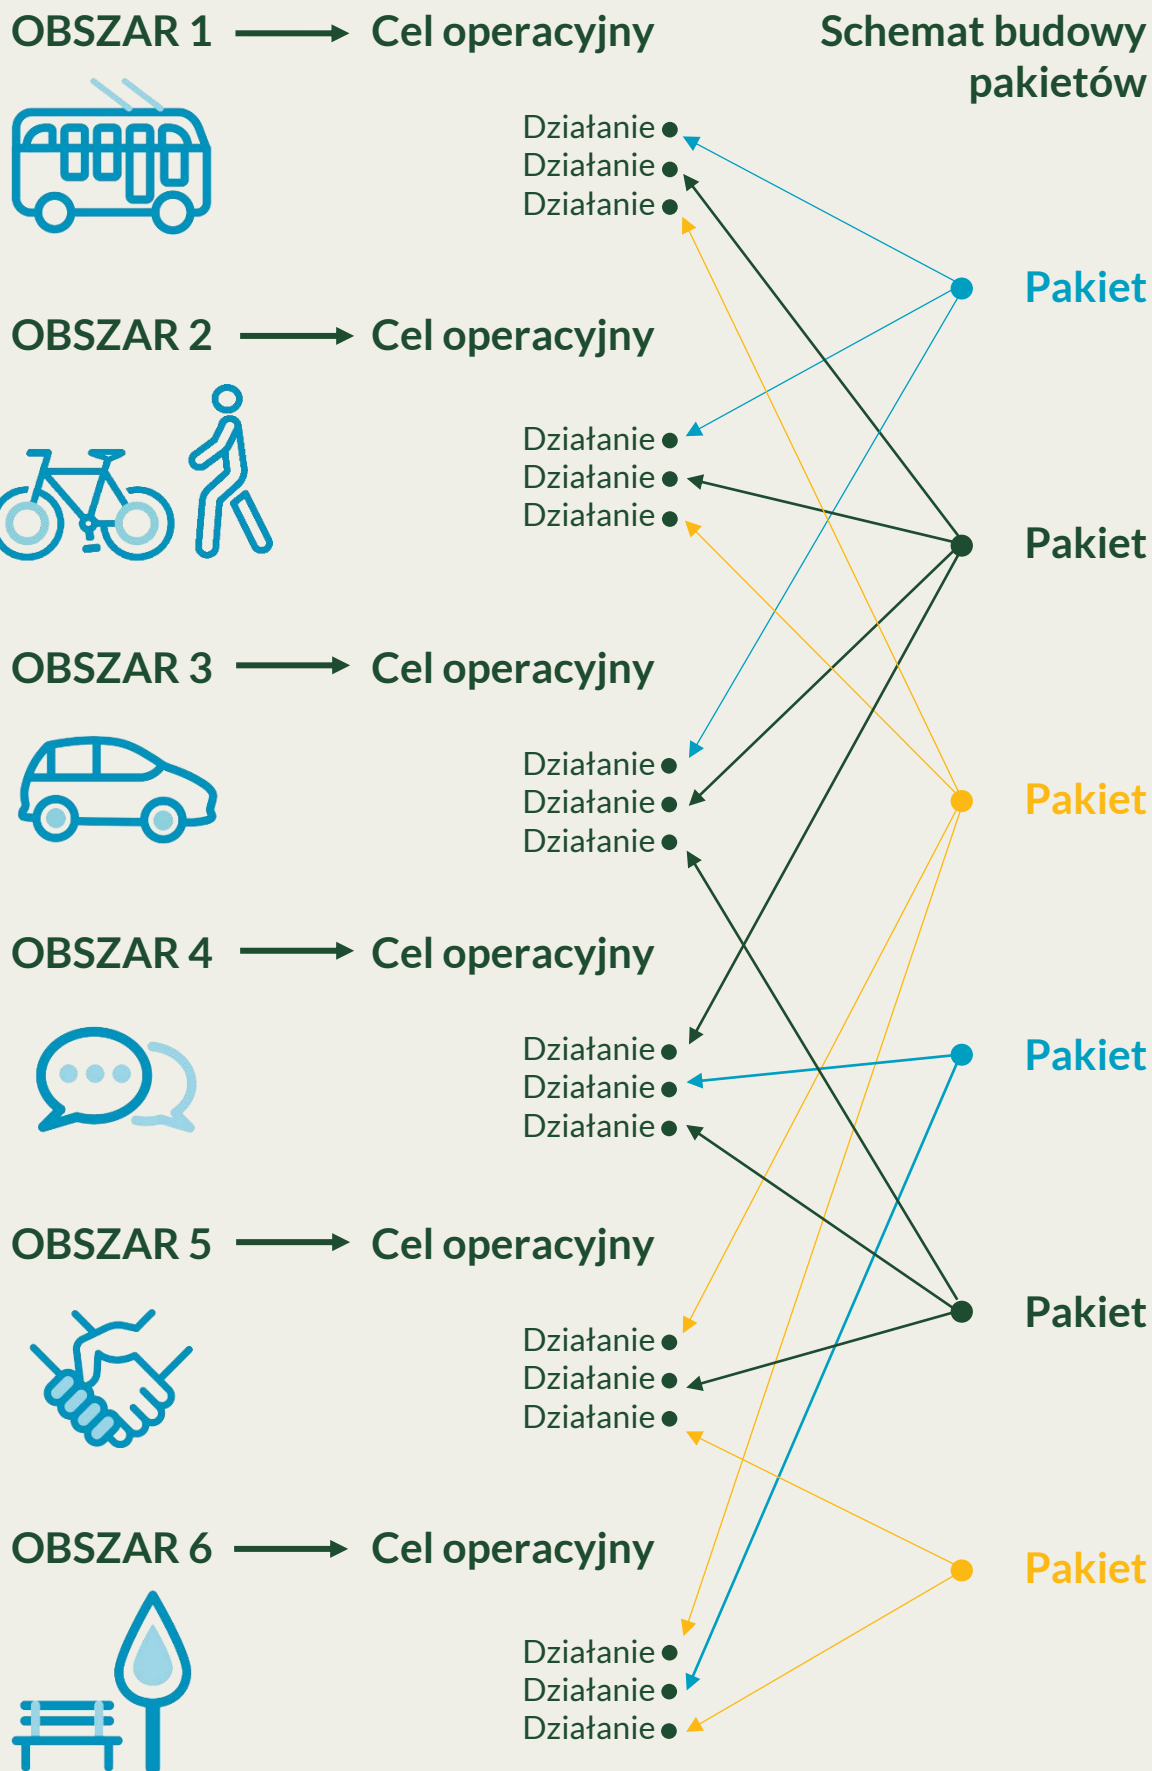 OBSZAR 1
Cel operacyjny
Schemat budowy
pakietów
Działanie
Działanie
Działanie
Pakiet
OBSZAR 2
Cel operacyjny
Działanie
Działanie
Działanie
Pakiet
OBSZAR 3
Cel operacyjny
Działanie
Działanie
Działanie
Pakiet
OBSZAR 4
Cel operacyjny
Działanie
Działanie
Działanie
Pakiet
OBSZAR 5
Cel operacyjny
Działanie
Działanie
Działanie
Pakiet
OBSZAR 6
Cel operacyjny
Działanie
Działanie
Działanie
Pakiet